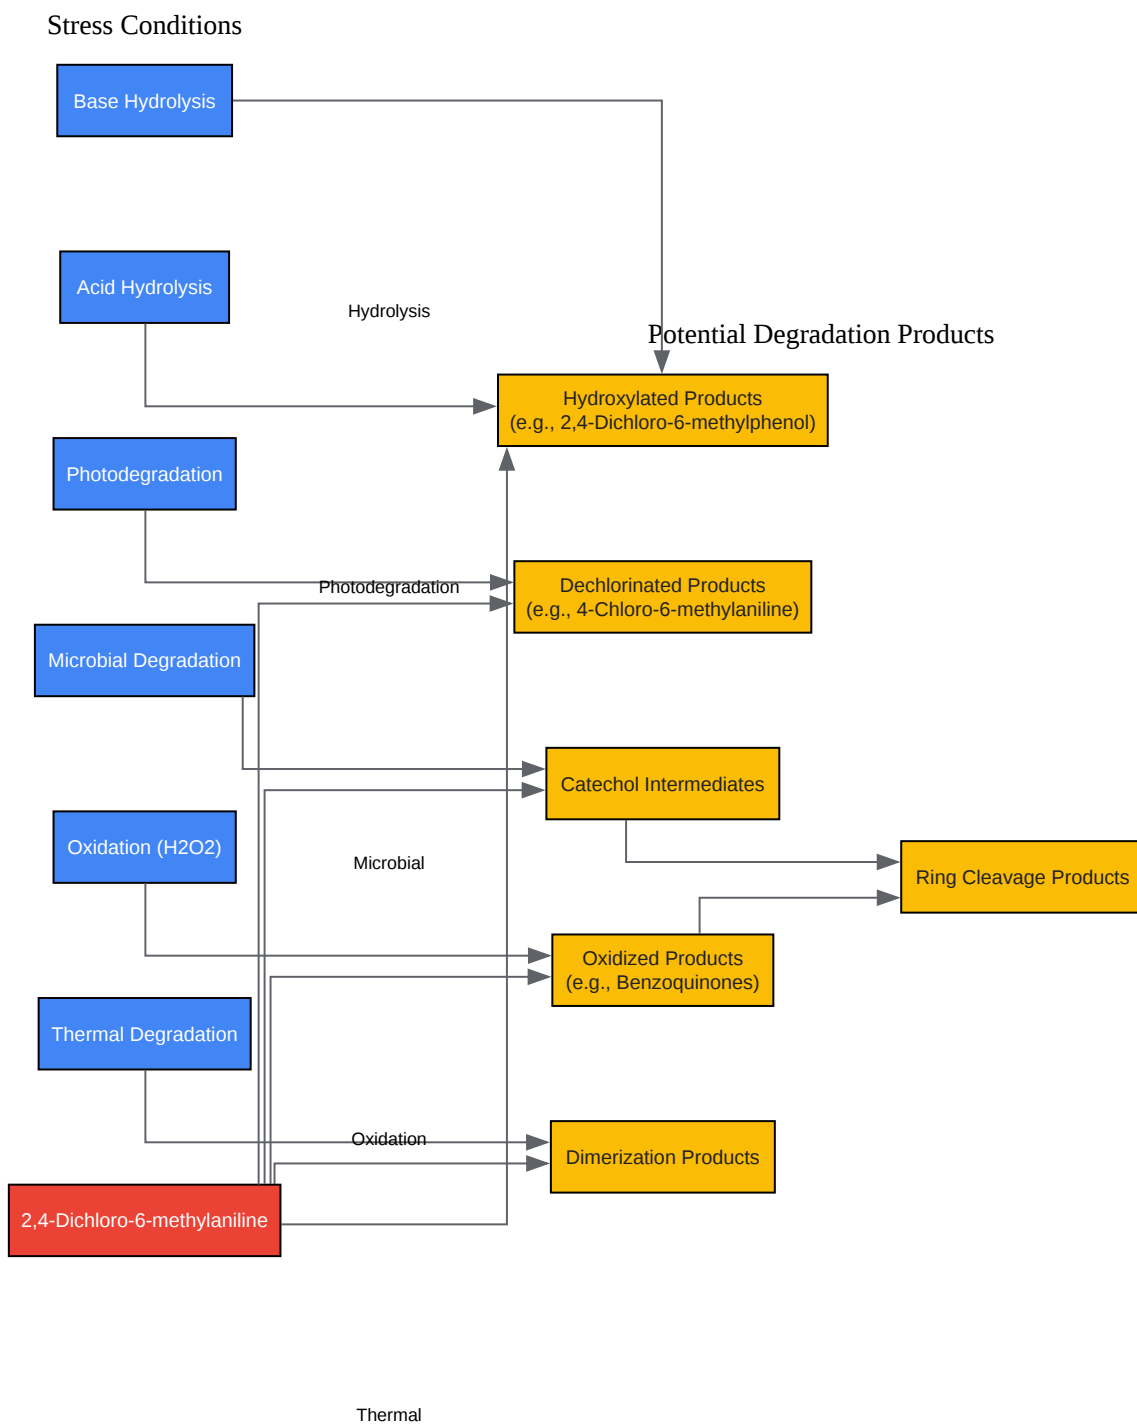 Stress Conditions
Base Hydrolysis
Acid Hydrolysis
Hydrolysis
Potential Degradation Products
Hydroxylated Products
(e.g., 2,4-Dichloro-6-methylphenol)
Photodegradation
Photodegradation
Dechlorinated Products
(e.g., 4-Chloro-6-methylaniline)
Microbial Degradation
Catechol Intermediates
Oxidation (H2O2)
Microbial
Ring Cleavage Products
Oxidized Products
(e.g., Benzoquinones)
Thermal Degradation
Oxidation
Dimerization Products
2,4-Dichloro-6-methylaniline
Thermal